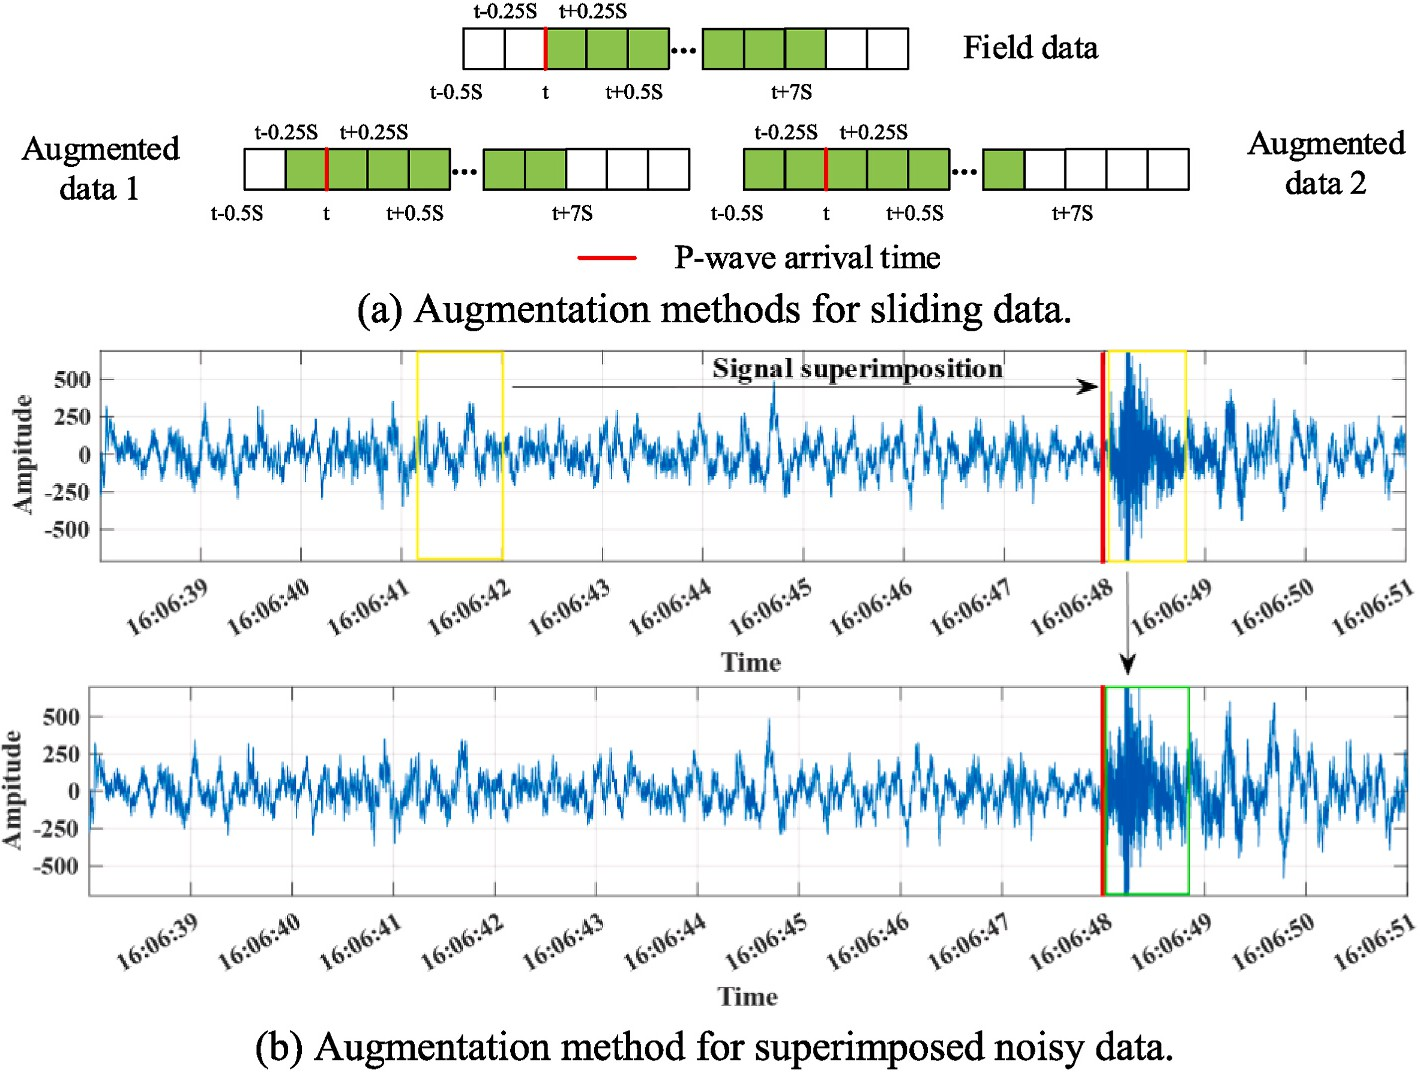 t-0.25S t+0.25S
Field data
t-0.5S t t+0.5S t+7S
Augmented
data 1
t-0.25S t+0.25S
t-0.5S t t+0.5S t+7S
t-0.25S t+0.25S
t-0.5S t t+0.5S t+7S
Augmented
data 2
P-wave arrival time
(a) Augmentation methods for sliding data.
Signal superimposition
Ampitude
500
250
0
-250
-500
16:06:39 16:06:40 16:06:41 16:06:42 16:06:43 16:06:44 16:06:45 16:06:46 16:06:47 16:06:48 16:06:49 16:06:50 16:06:51
Time
Ampitude
500
250
0
-250
-500
16:06:39 16:06:40 16:06:41 16:06:42 16:06:43 16:06:44 16:06:45 16:06:46 16:06:47 16:06:48 16:06:49 16:06:50 16:06:51
Time
(b) Augmentation method for superimposed noisy data.